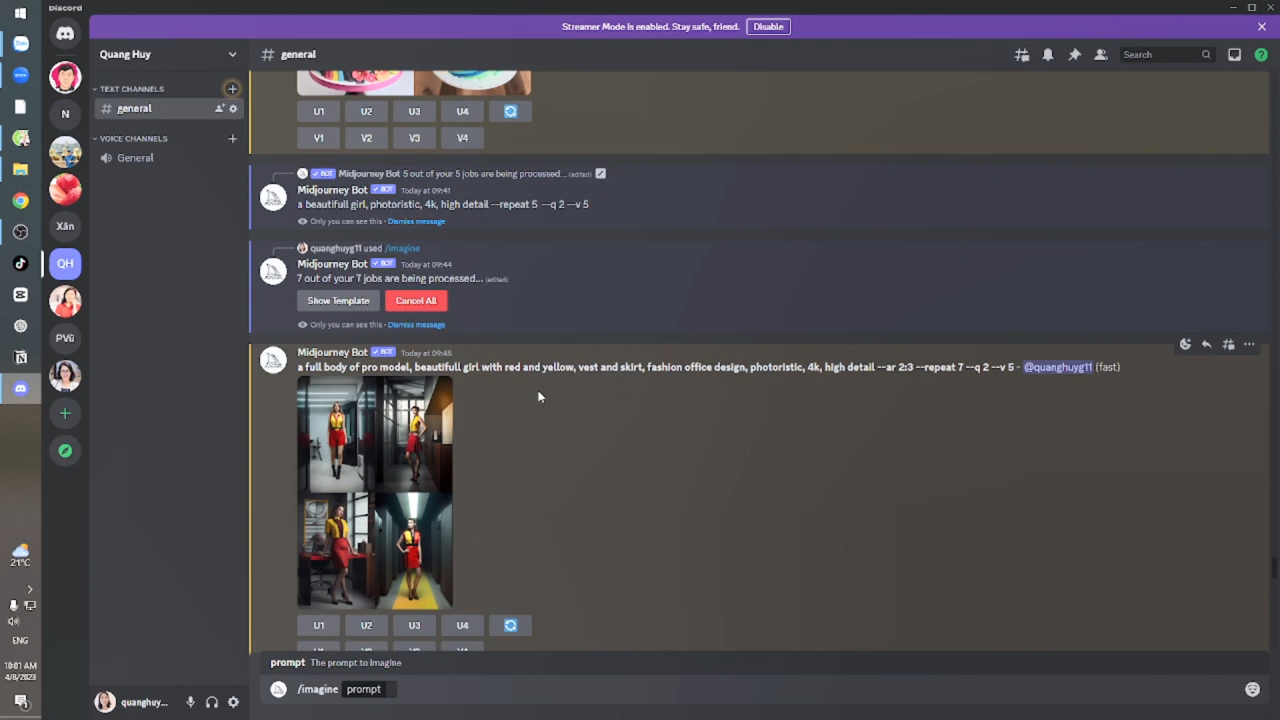 Discord
Streamer Mode is enabled. Stay safe, friend. Disable
Quang Huy
# general
Search
TEXT CHANNELS
# general
VOICE CHANNELS
General
N
Xân
QH
PVũ
U1 U2 U3 U4
V1 V2 V3 V4
BOT Midjourney Bot 5 out of your 5 jobs are being processed... (edited)
Midjourney Bot BOT Today at 09:41
a beautifull girl, photoristic, 4k, high detail --repeat 5 --q 2 --v 5
Only you can see this • Dismiss message
quanghuyg11 used /imagine
Midjourney Bot BOT Today at 09:44
7 out of your 7 jobs are being processed... (edited)
Show Template Cancel All
Only you can see this • Dismiss message
Midjourney Bot BOT Today at 09:45
a full body of pro model, beautifull girl with red and yellow, vest and skirt, fashion office design, photoristic, 4k, high detail --ar 2:3 --repeat 7 --q 2 --v 5 - @quanghuyg11 (fast)
U1 U2 U3 U4
prompt The prompt to imagine
/imagine prompt
quanghuy...
21°C
ENG
10:01 AM
4/8/2023